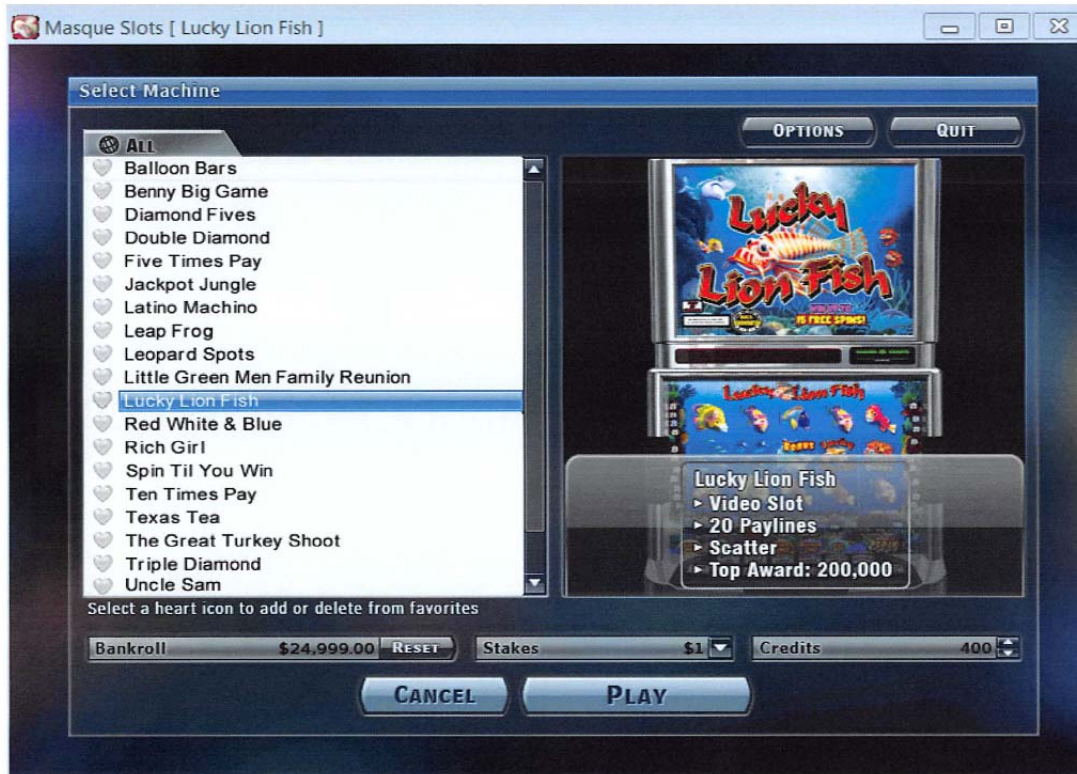 Masque Slots [ Lucky Lion Fish ]
Select Machine
OPTIONS
QUIT
ALL
Balloon Bars
Benny Big Game
Diamond Fives
Double Diamond
Five Times Pay
Jackpot Jungle
Latino Machino
Leap Frog
Leopard Spots
Little Green Men Family Reunion
Lucky Lion Fish
Red White & Blue
Rich Girl
Spin Til You Win
Ten Times Pay
Texas Tea
The Great Turkey Shoot
Triple Diamond
Uncle Sam
Lucky
Lion Fish
15 FREE SPINS!
Lucky Lion Fish
BONUS
Lucky Lion Fish
▸ Video Slot
▸ 20 Paylines
▸ Scatter
▸ Top Award: 200,000
Select a heart icon to add or delete from favorites
Bankroll $24,999.00 RESET
Stakes $1
Credits 400
CANCEL
PLAY